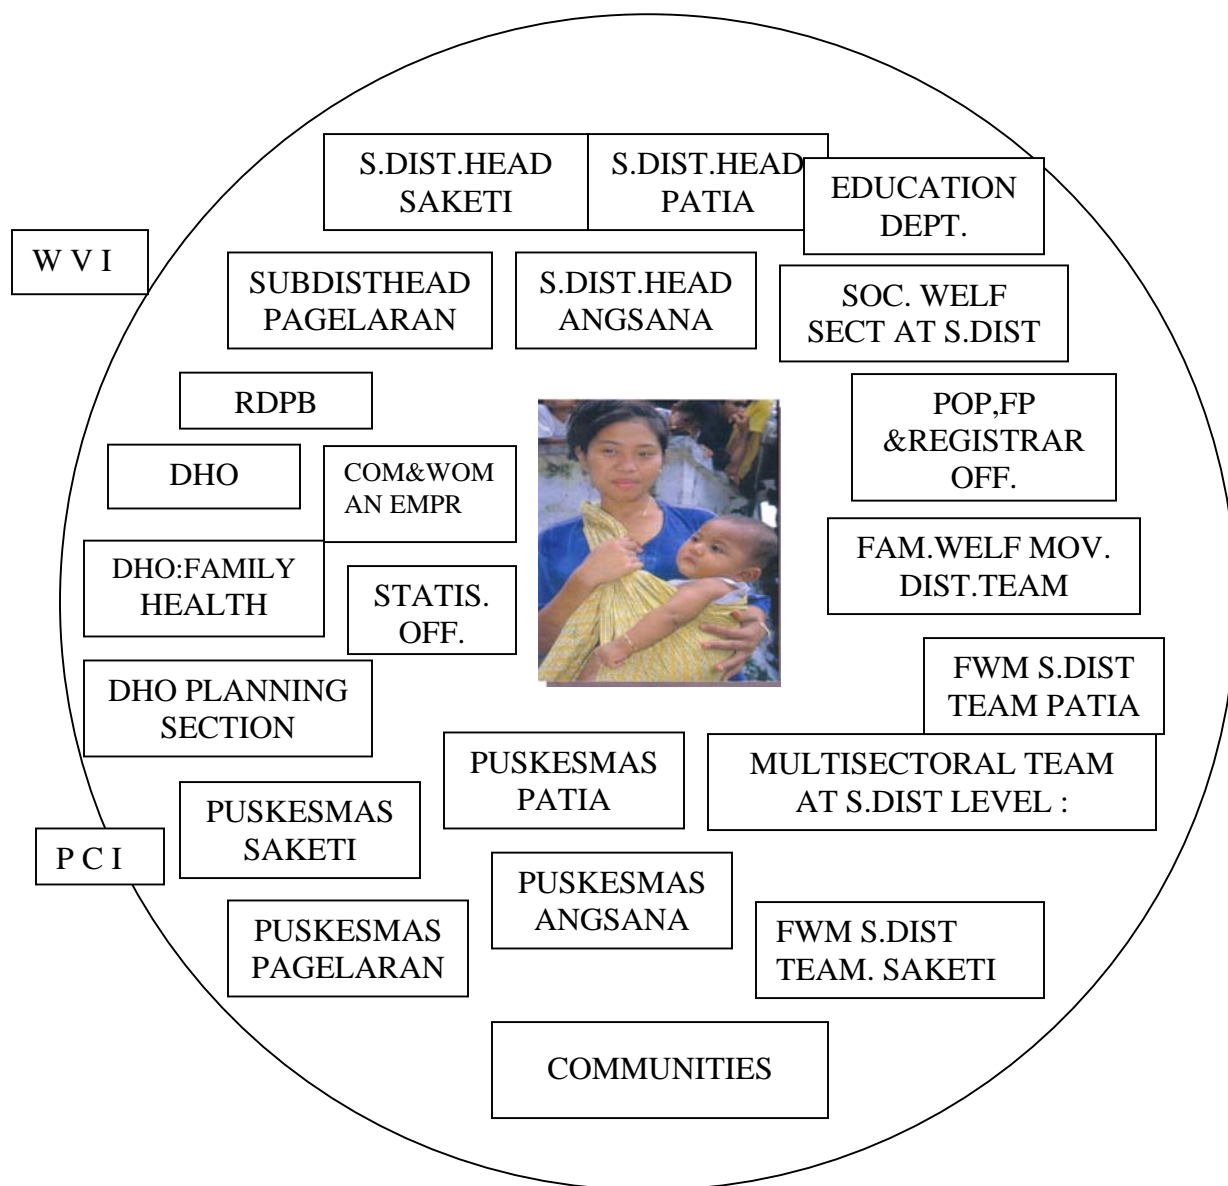 S.DIST.HEAD
SAKETI
S.DIST.HEAD
PATIA
EDUCATION
DEPT.
W V I
SUBDISTHEAD
PAGELARAN
S.DIST.HEAD
ANGSANA
SOC. WELF
SECT AT S.DIST
RDPB
POP,FP
&REGISTRAR
OFF.
DHO
COM&WOM
AN EMPR
DHO:FAMILY
HEALTH
STATIS.
OFF.
FAM.WELF MOV.
DIST.TEAM
DHO PLANNING
SECTION
FWM S.DIST
TEAM PATIA
PUSKESMAS
PATIA
MULTISECTORAL TEAM
AT S.DIST LEVEL :
PUSKESMAS
SAKETI
P C I
PUSKESMAS
ANGSANA
PUSKESMAS
PAGELARAN
FWM S.DIST
TEAM. SAKETI
COMMUNITIES